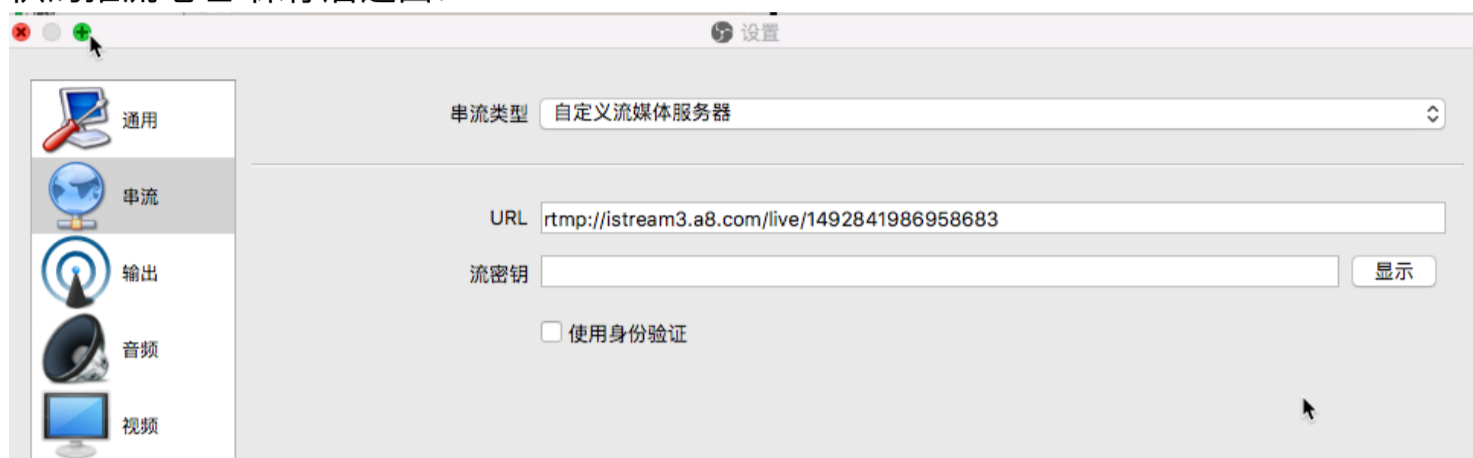 设置
通用
串流类型 自定义流媒体服务器
串流
URL rtmp://istream3.a8.com/live/1492841986958683
输出
流密钥 显示
使用身份验证
音频
视频